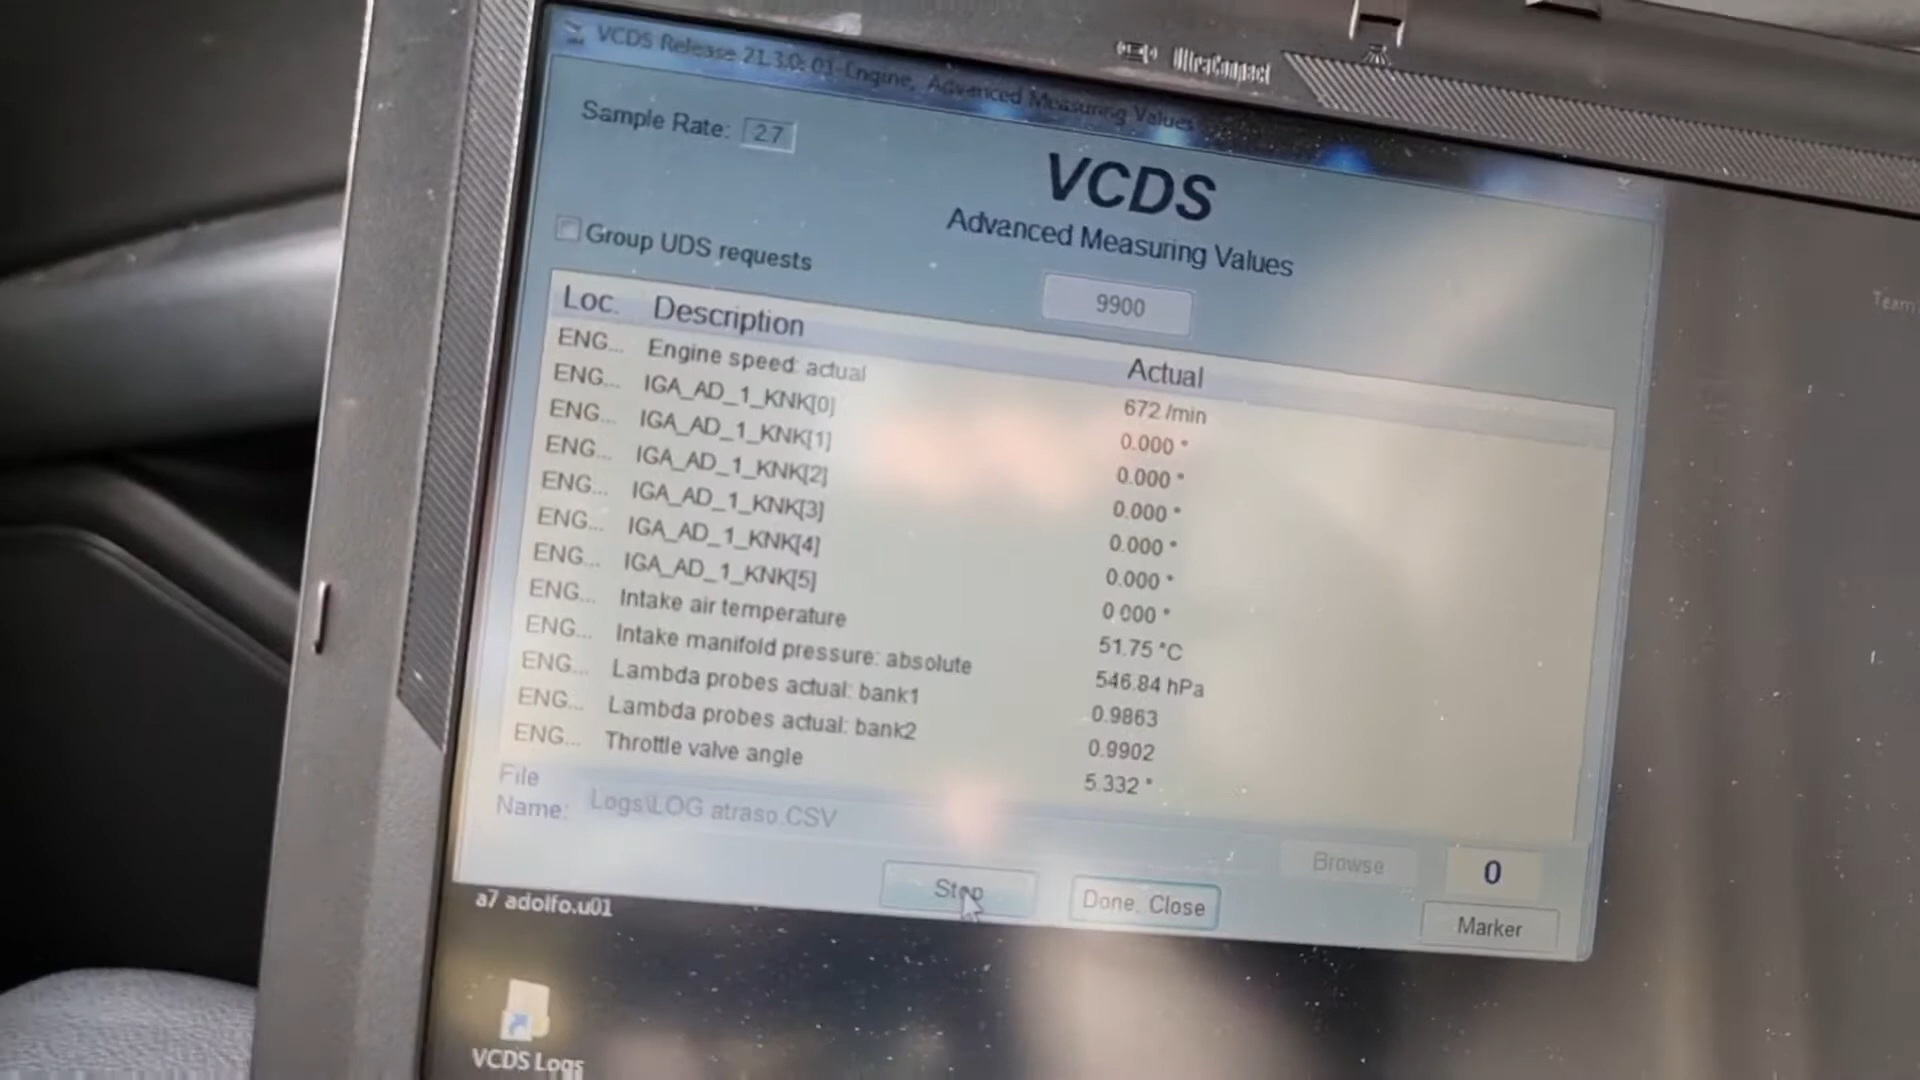 UltraConnect
VCDS Release 21.3.0: 01-Engine, Advanced Measuring Values
Sample Rate: 2.7
VCDS
Advanced Measuring Values
Group UDS requests
9900
Loc. Description Actual
ENG... Engine speed: actual 672 /min
ENG... IGA_AD_1_KNK[0] 0.000 °
ENG... IGA_AD_1_KNK[1] 0.000 °
ENG... IGA_AD_1_KNK[2] 0.000 °
ENG... IGA_AD_1_KNK[3] 0.000 °
ENG... IGA_AD_1_KNK[4] 0.000 °
ENG... IGA_AD_1_KNK[5] 0.000 °
ENG... Intake air temperature 51.75 °C
ENG... Intake manifold pressure: absolute 546.84 hPa
ENG... Lambda probes actual: bank1 0.9863
ENG... Lambda probes actual: bank2 0.9902
ENG... Throttle valve angle 5.332 °
File Name: Logs\LOG atraso.CSV
Browse
0
Stop
Done, Close
Marker
a7 adolfo.u01
VCDS Logs
Team